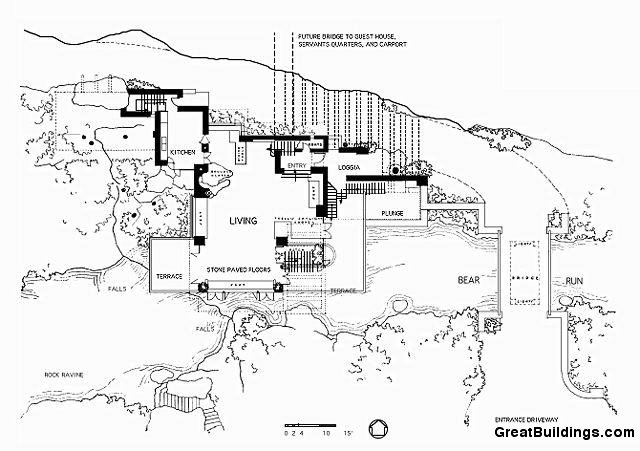 FUTURE BRIDGE TO GUEST HOUSE,
SERVANTS QUARTERS, AND CARPORT
KITCHEN
ENTRY
LOGGIA
LIVING
PLUNGE
STONE PAVED FLOORS
TERRACE
TERRACE
BEAR
BRIDGE
RUN
FALLS
FALLS
ROCK RAVINE
ENTRANCE DRIVEWAY
0 2 4 10 15'
GreatBuildings.com